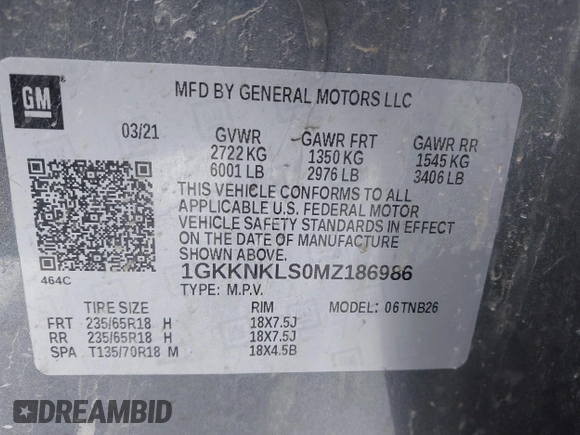 GM
MFD BY GENERAL MOTORS LLC
03/21 GVWR GAWR FRT GAWR RR
2722 KG 1350 KG 1545 KG
6001 LB 2976 LB 3406 LB
THIS VEHICLE CONFORMS TO ALL
APPLICABLE U.S. FEDERAL MOTOR
VEHICLE SAFETY STANDARDS IN EFFECT
ON THE DATE OF MANUFACTURE
SHOWN ABOVE.
464C 1GKKNKLS0MZ186986
TYPE: M.P.V. MODEL: 06TNB26
TIRE SIZE RIM
FRT 235/65R18 H 18X7.5J
RR 235/65R18 H 18X7.5J
SPA T135/70R18 M 18X4.5B
DREAMBID